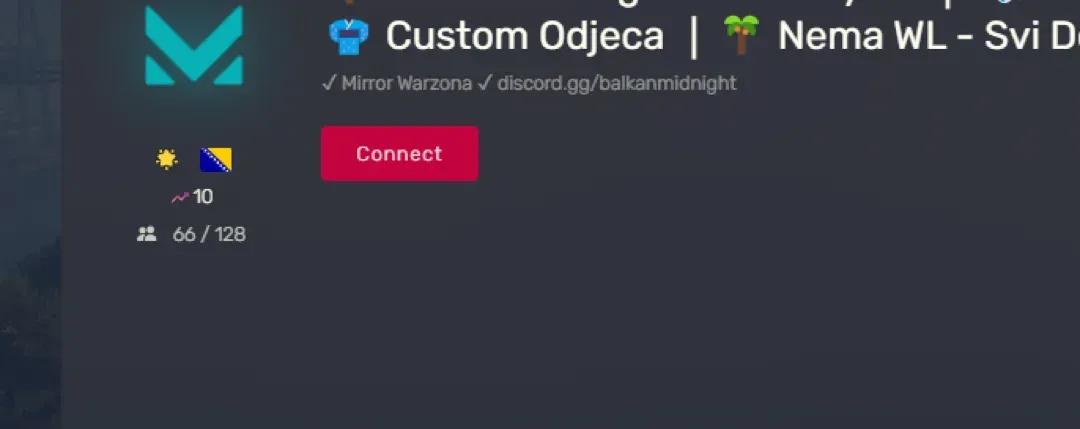 Custom Odjeca | 🌴 Nema WL - Svi
✓ Mirror Warzona ✓ discord.gg/balkanmidnight
Connect
10
66 / 128